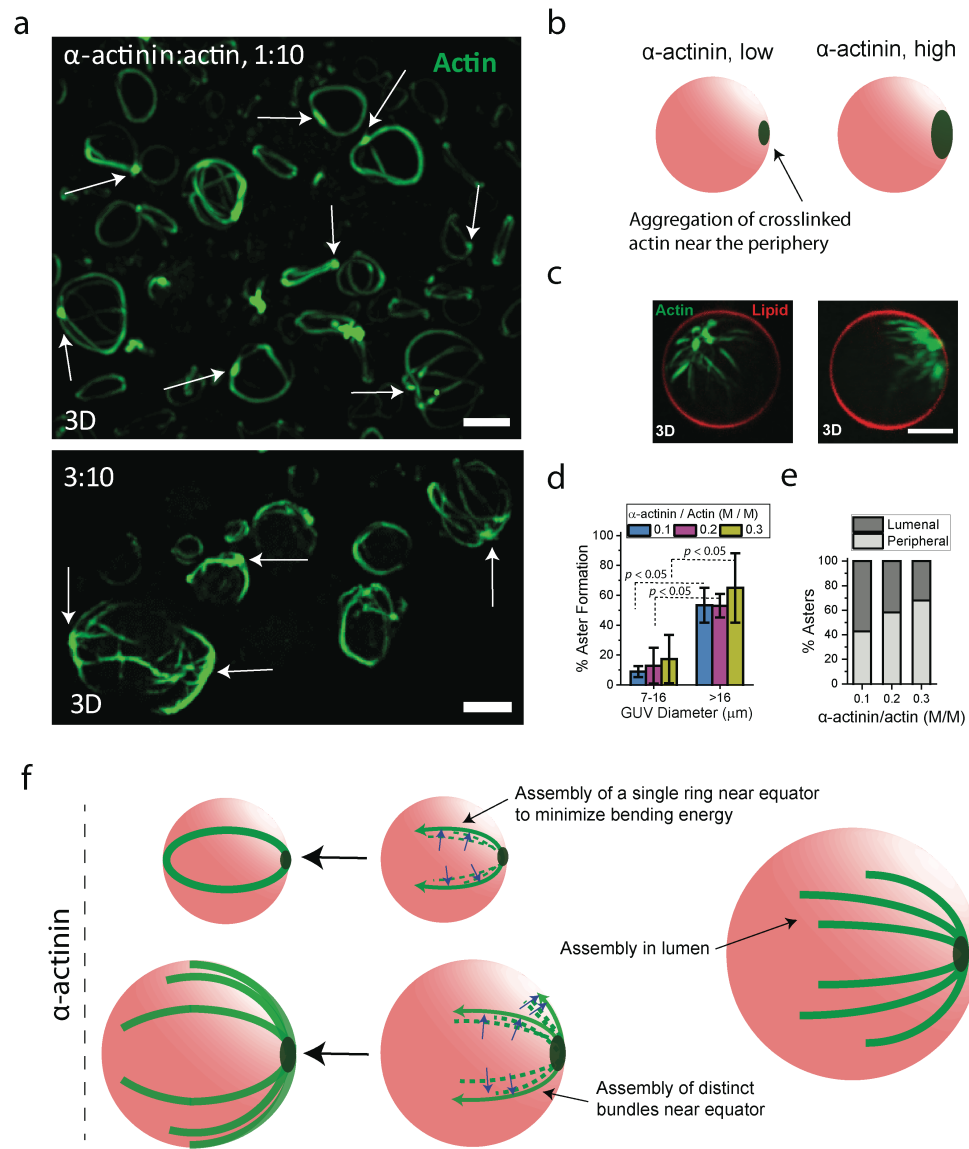 a
α-actinin:actin, 1:10
Actin
3D
3:10
3D
b
α-actinin, low
α-actinin, high
Aggregation of crosslinked
actin near the periphery
c
Actin
Lipid
3D
3D
d
α-actinin / Actin (M / M)
0.1
0.2
0.3
% Aster Formation
100
80
60
40
20
0
p < 0.05
p < 0.05
p < 0.05
7-16
>16
GUV Diameter (μm)
e
Lumenal
Peripheral
% Asters
100
80
60
40
20
0
0.1
0.2
0.3
α-actinin/actin (M/M)
f
α-actinin
Assembly of a single ring near equator
to minimize bending energy
Assembly in lumen
Assembly of distinct
bundles near equator